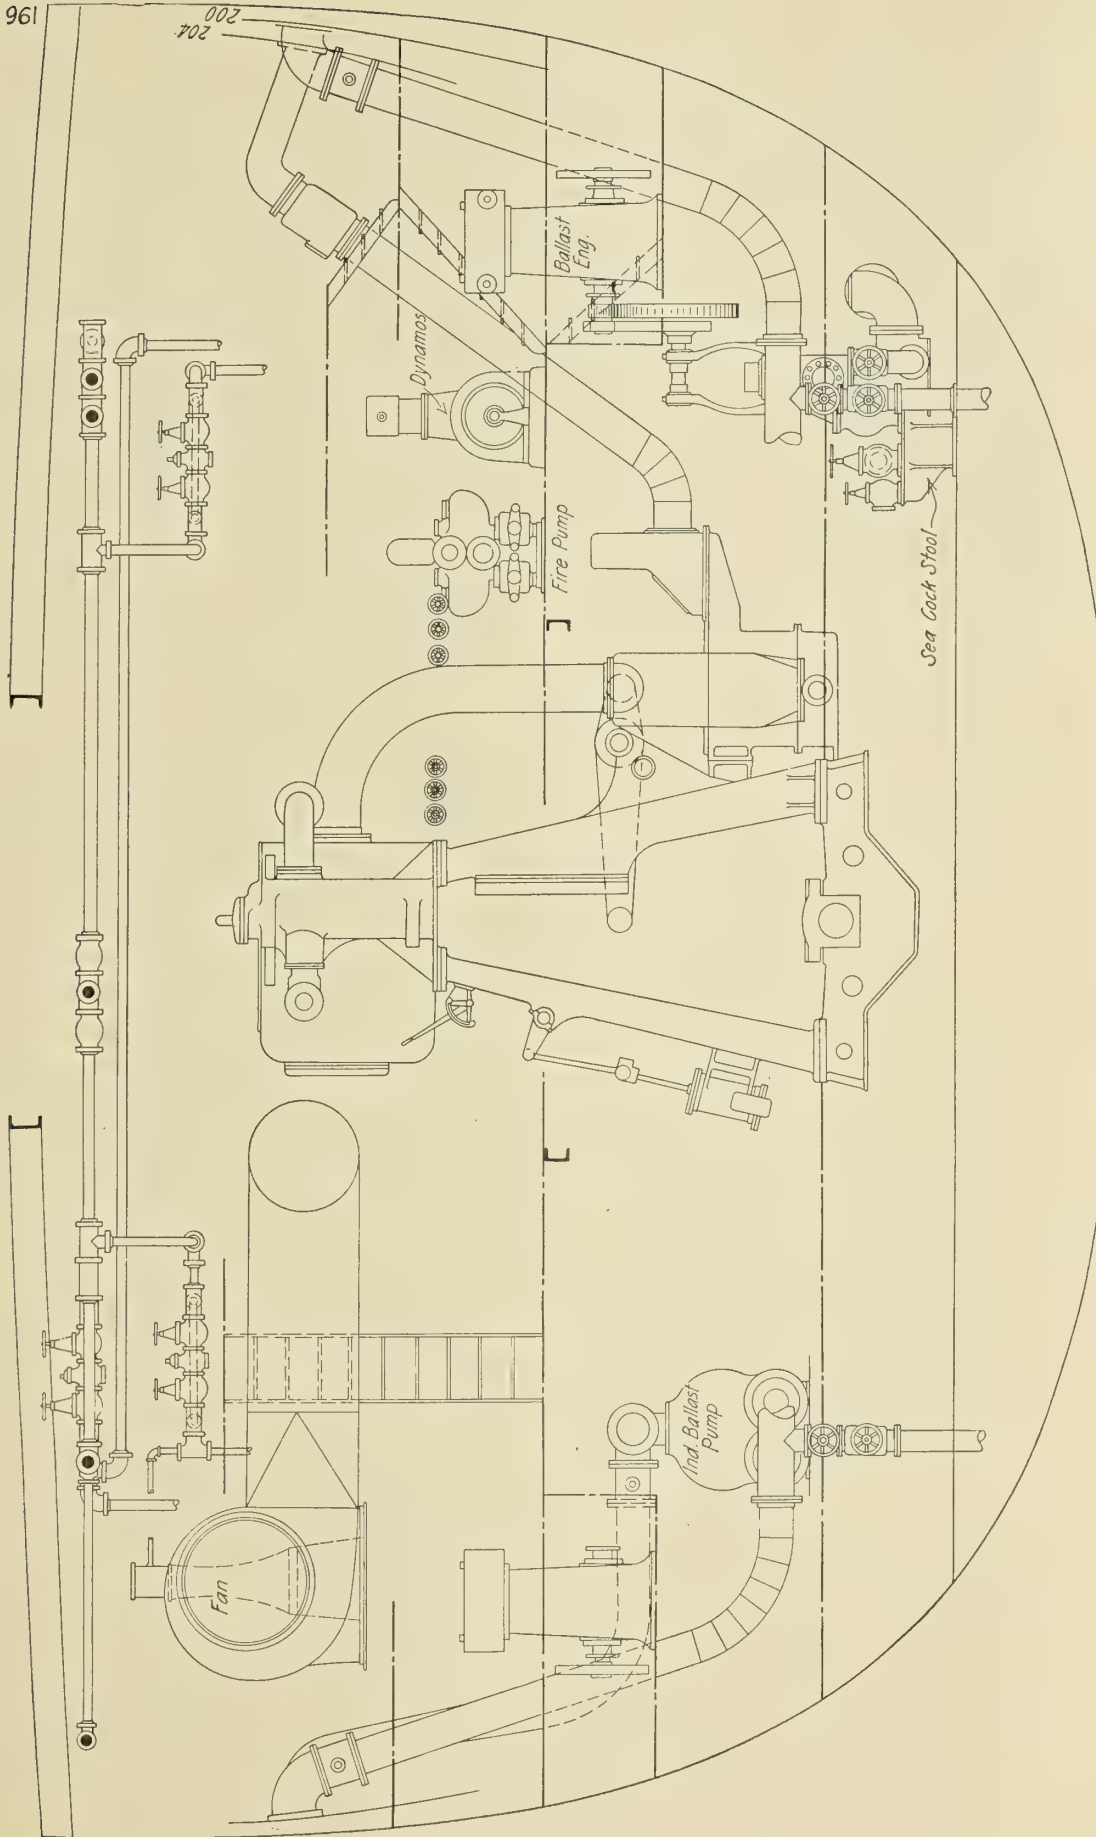 196
200
204
Ballast
Eng.
Dynamos
Fire Pump
Sea Cock Stool
Ind. Ballast
Pump
Fan